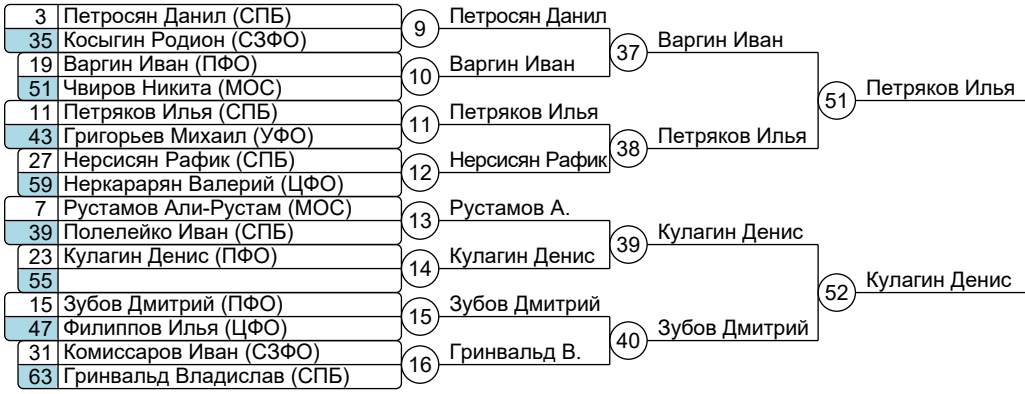 3 Петросян Данил (СПБ)
35 Косыгин Родион (СЗФО)
19 Варгин Иван (ПФО)
51 Чвиров Никита (МОС)
11 Петряков Илья (СПБ)
43 Григорьев Михаил (УФО)
27 Нерсисян Рафик (СПБ)
59 Неркарарян Валерий (ЦФО)
7 Рустамов Али-Рустам (МОС)
39 Полелейко Иван (СПБ)
23 Кулагин Денис (ПФО)
55
15 Зубов Дмитрий (ПФО)
47 Филиппов Илья (ЦФО)
31 Комиссаров Иван (СЗФО)
63 Гринвальд Владислав (СПБ)
9 Петросян Данил
10 Варгин Иван
11 Петряков Илья
12 Нерсисян Рафик
13 Рустамов А.
14 Кулагин Денис
15 Зубов Дмитрий
16 Гринвальд В.
37 Варгин Иван
38 Петряков Илья
39 Кулагин Денис
40 Зубов Дмитрий
51 Петряков Илья
52 Кулагин Денис